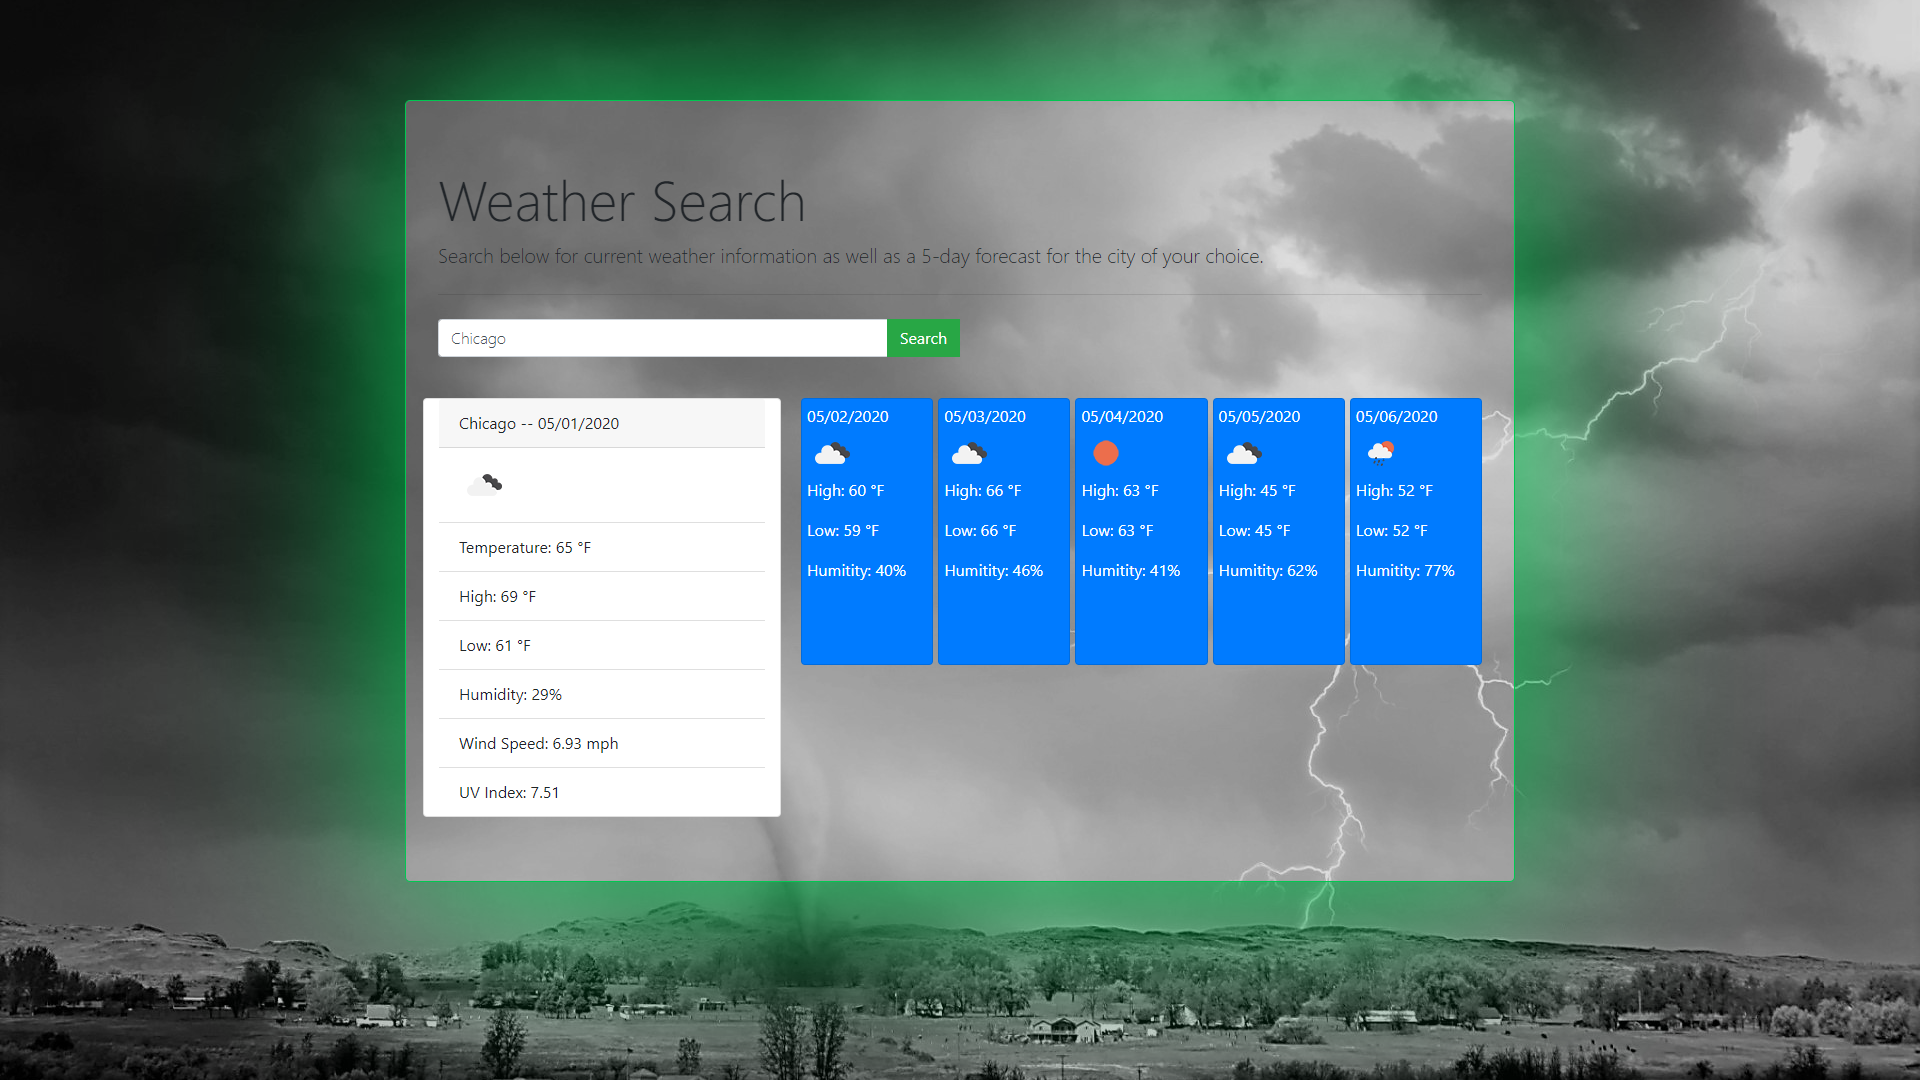 Weather Search
Search below for current weather information as well as a 5-day forecast for the city of your choice.
Chicago
Search
Chicago -- 05/01/2020
Temperature: 65 °F
High: 69 °F
Low: 61 °F
Humidity: 29%
Wind Speed: 6.93 mph
UV Index: 7.51
05/02/2020
High: 60 °F
Low: 59 °F
Humitity: 40%
05/03/2020
High: 66 °F
Low: 66 °F
Humitity: 46%
05/04/2020
High: 63 °F
Low: 63 °F
Humitity: 41%
05/05/2020
High: 45 °F
Low: 45 °F
Humitity: 62%
05/06/2020
High: 52 °F
Low: 52 °F
Humitity: 77%